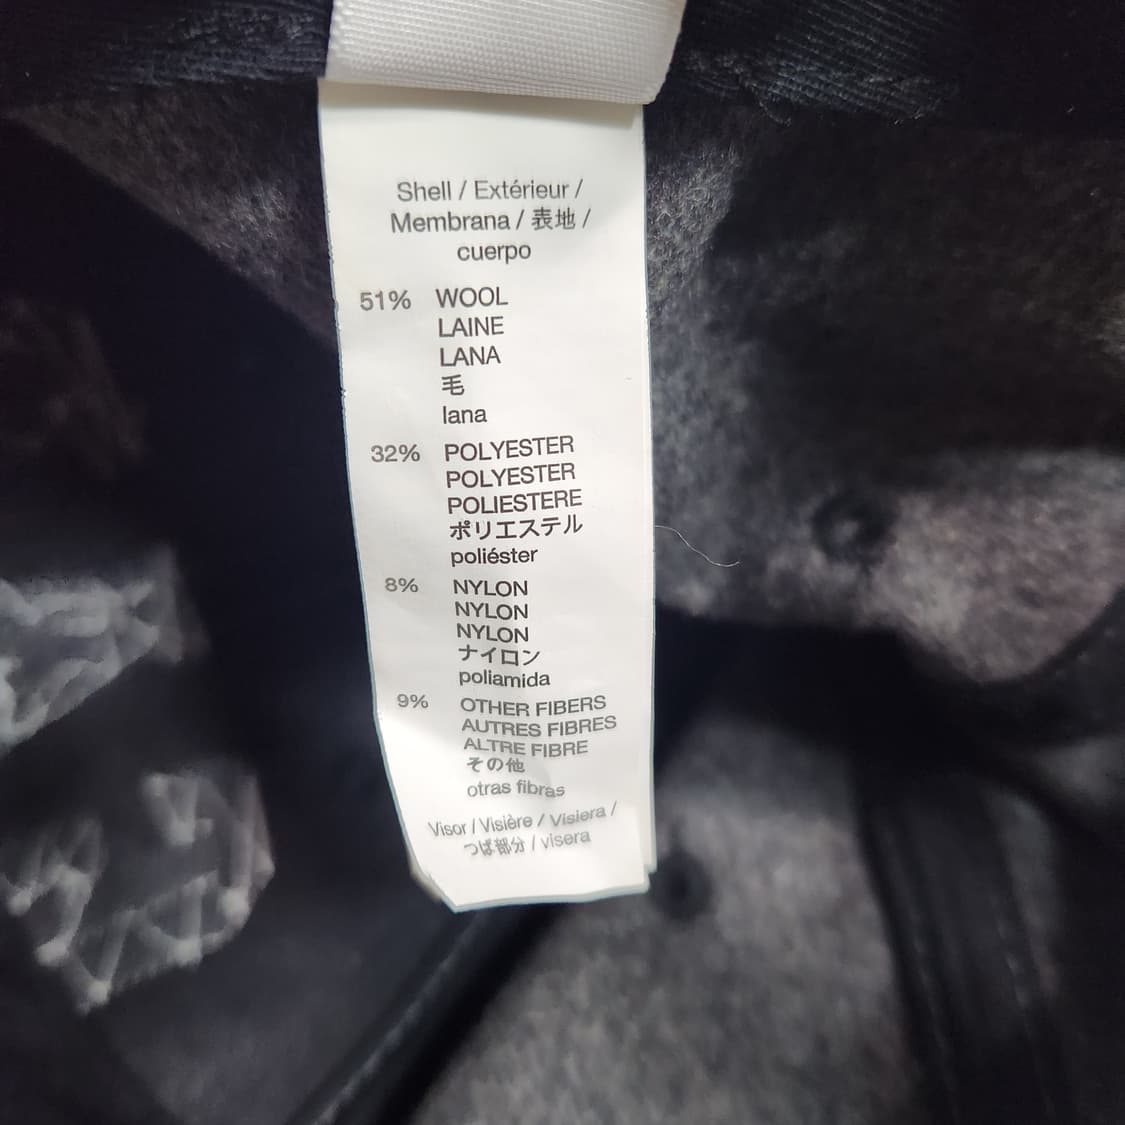 Shell / Extérieur /
Membrana / 表地 /
cuerpo
51% WOOL
LAINE
LANA
毛
lana
32% POLYESTER
POLYESTER
POLIESTERE
ポリエステル
poliéster
8% NYLON
NYLON
NYLON
ナイロン
poliamida
9% OTHER FIBERS
AUTRES FIBRES
ALTRE FIBRE
その他
otras fibras
Visor / Visière / Visiera /
つば部分 / visera